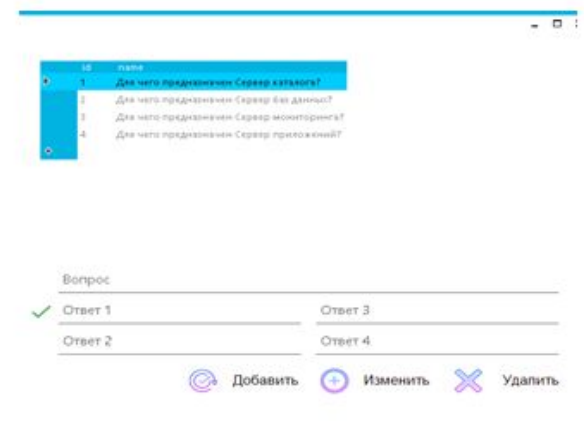 id name
1 Для чего предназначен Сервер каталога?
2 Для чего предназначен Сервер баз данных?
3 Для чего предназначен Сервер мониторинга?
4 Для чего предназначен Сервер приложений?
Вопрос
Ответ 1 Ответ 3
Ответ 2 Ответ 4
Добавить Изменить Удалить